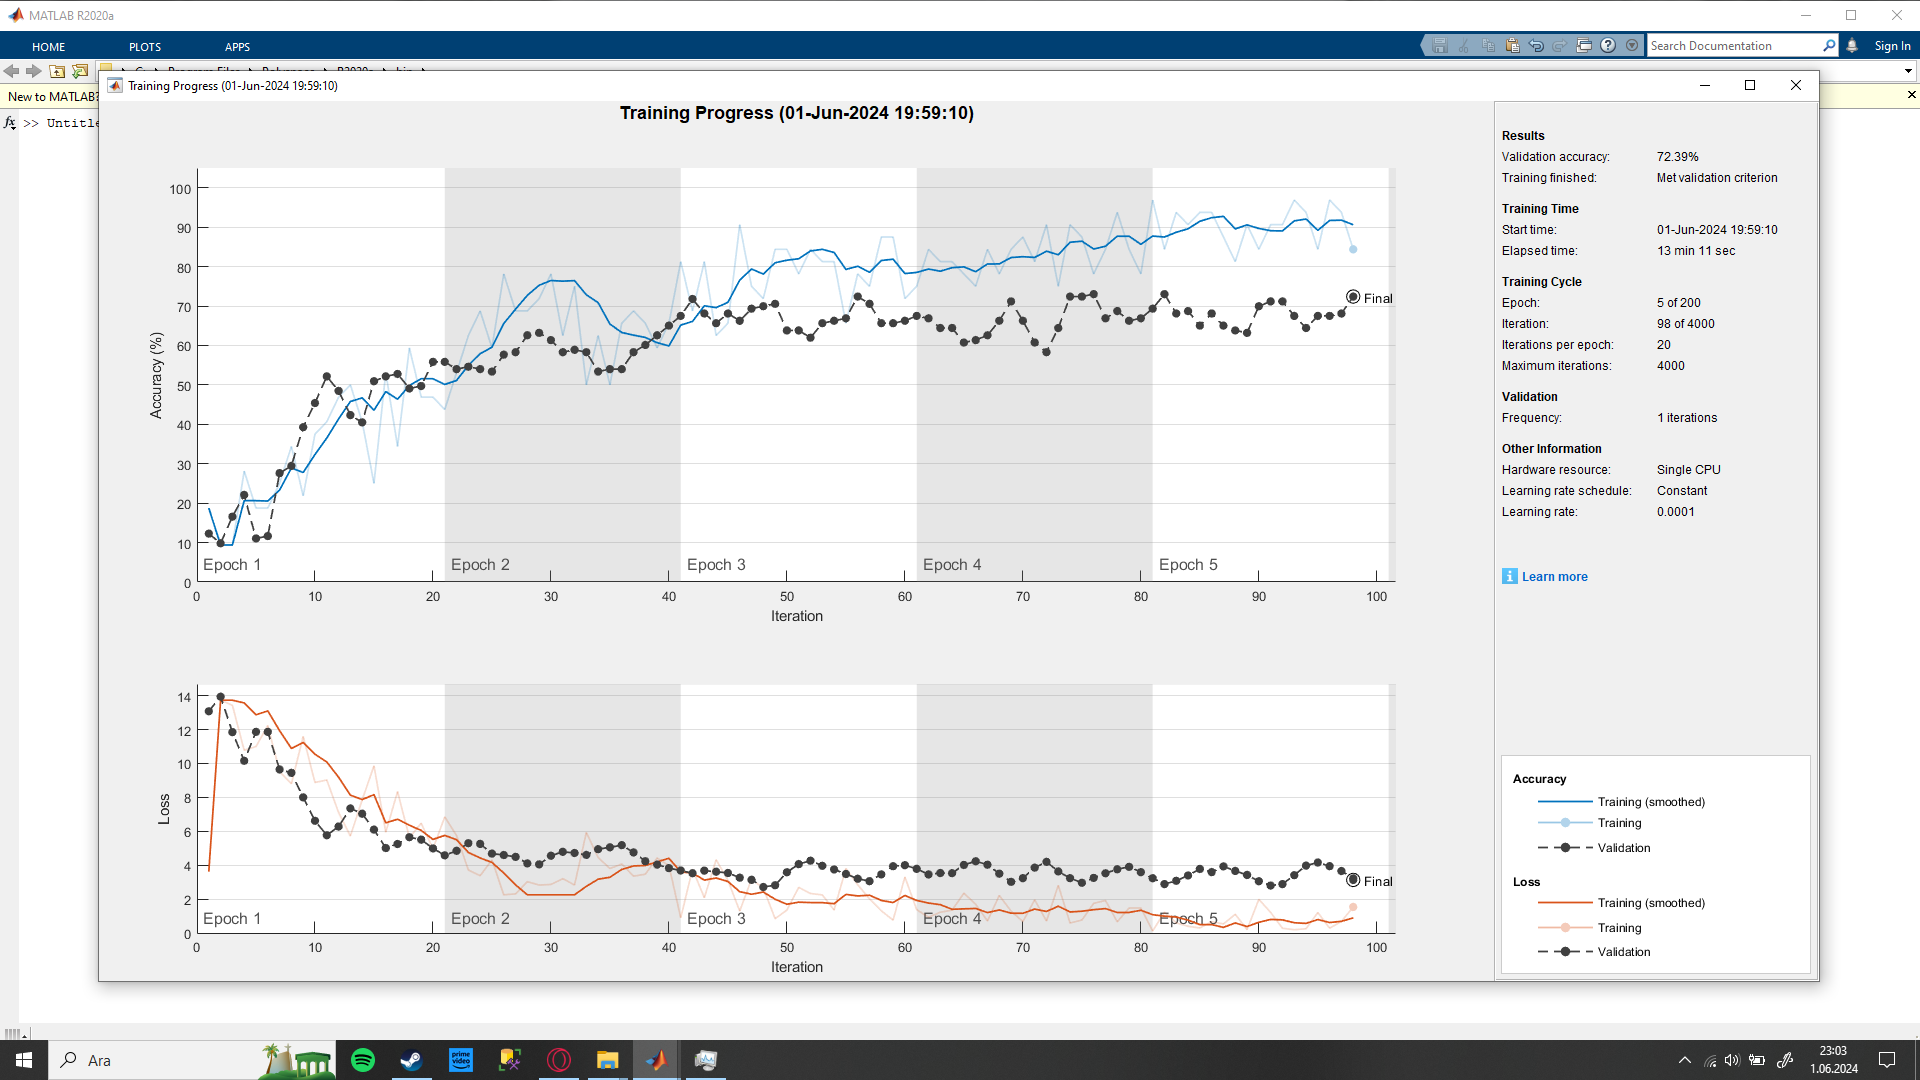 MATLAB R2020a
HOME PLOTS APPS
Search Documentation
Sign In
New to MATLAB?
fx >> Untitle
Training Progress (01-Jun-2024 19:59:10)
Training Progress (01-Jun-2024 19:59:10)
Accuracy (%)
100
90
80
70
60
50
40
30
20
10
0
Final
Epoch 1 Epoch 2 Epoch 3 Epoch 4 Epoch 5
0 10 20 30 40 50 60 70 80 90 100
Iteration
Loss
14
12
10
8
6
4
2
0
Final
Epoch 1 Epoch 2 Epoch 3 Epoch 4 Epoch 5
0 10 20 30 40 50 60 70 80 90 100
Iteration
Results
Validation accuracy: 72.39%
Training finished: Met validation criterion
Training Time
Start time: 01-Jun-2024 19:59:10
Elapsed time: 13 min 11 sec
Training Cycle
Epoch: 5 of 200
Iteration: 98 of 4000
Iterations per epoch: 20
Maximum iterations: 4000
Validation
Frequency: 1 iterations
Other Information
Hardware resource: Single CPU
Learning rate schedule: Constant
Learning rate: 0.0001
i Learn more
Accuracy
Training (smoothed)
Training
Validation
Loss
Training (smoothed)
Training
Validation
Ara
prime video
23:03
1.06.2024